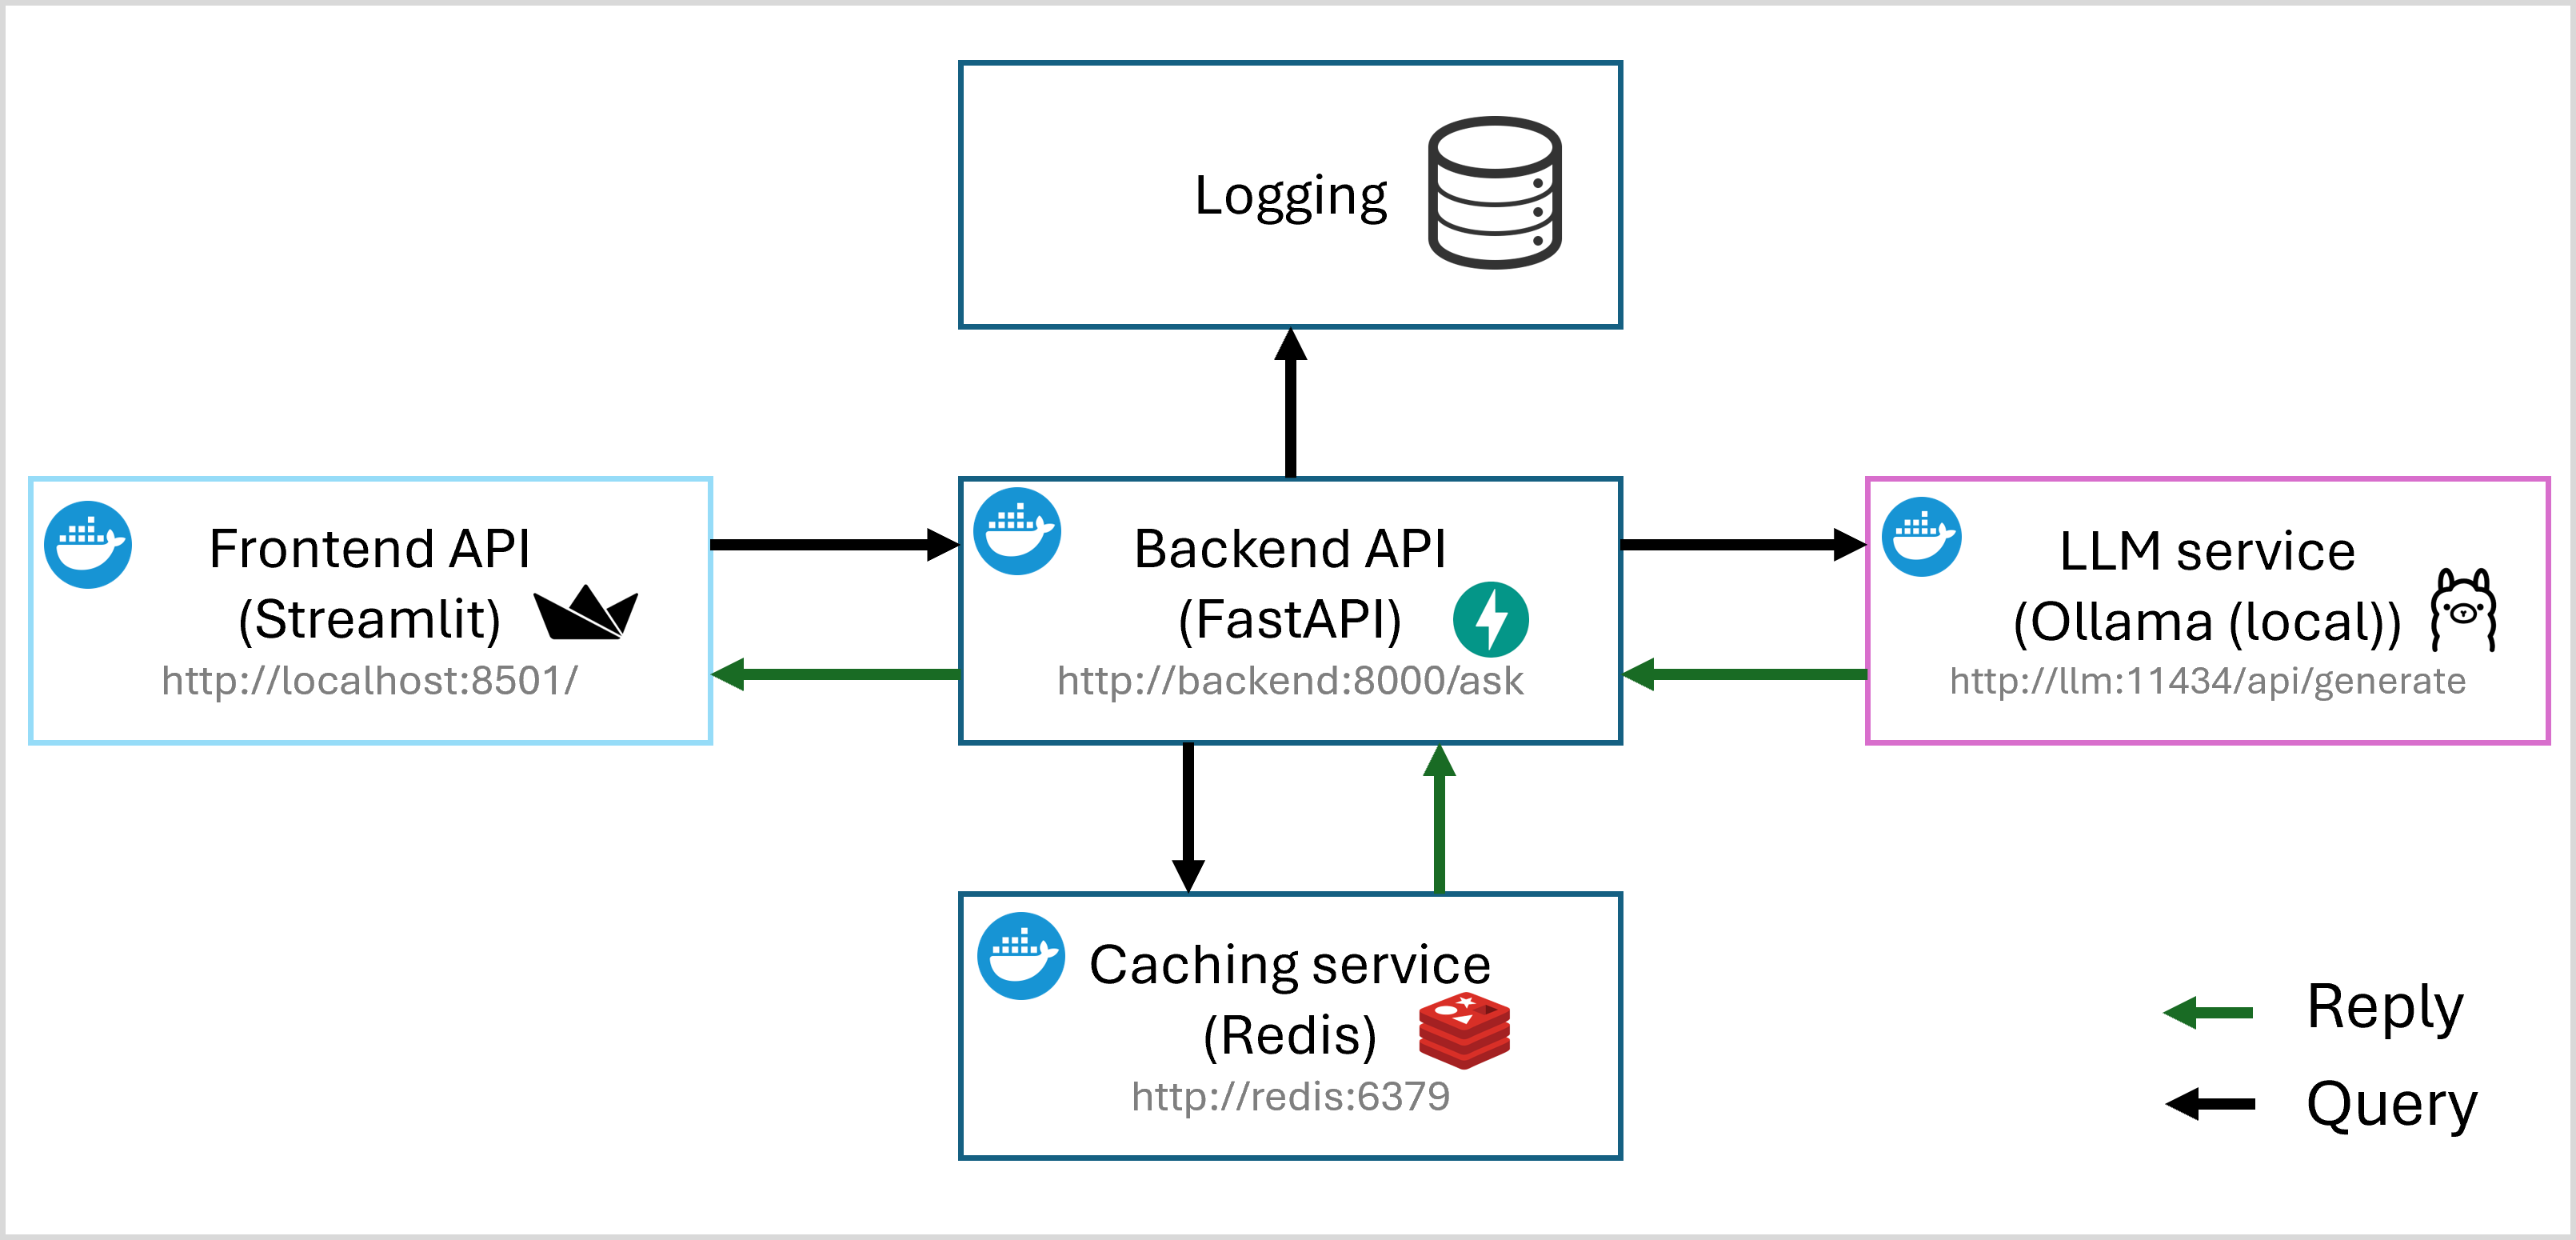 Logging
Frontend API
(Streamlit)
http://localhost:8501/
Backend API
(FastAPI)
http://backend:8000/ask
LLM service
(Ollama (local))
http://llm:11434/api/generate
Caching service
(Redis)
http://redis:6379
Reply
Query